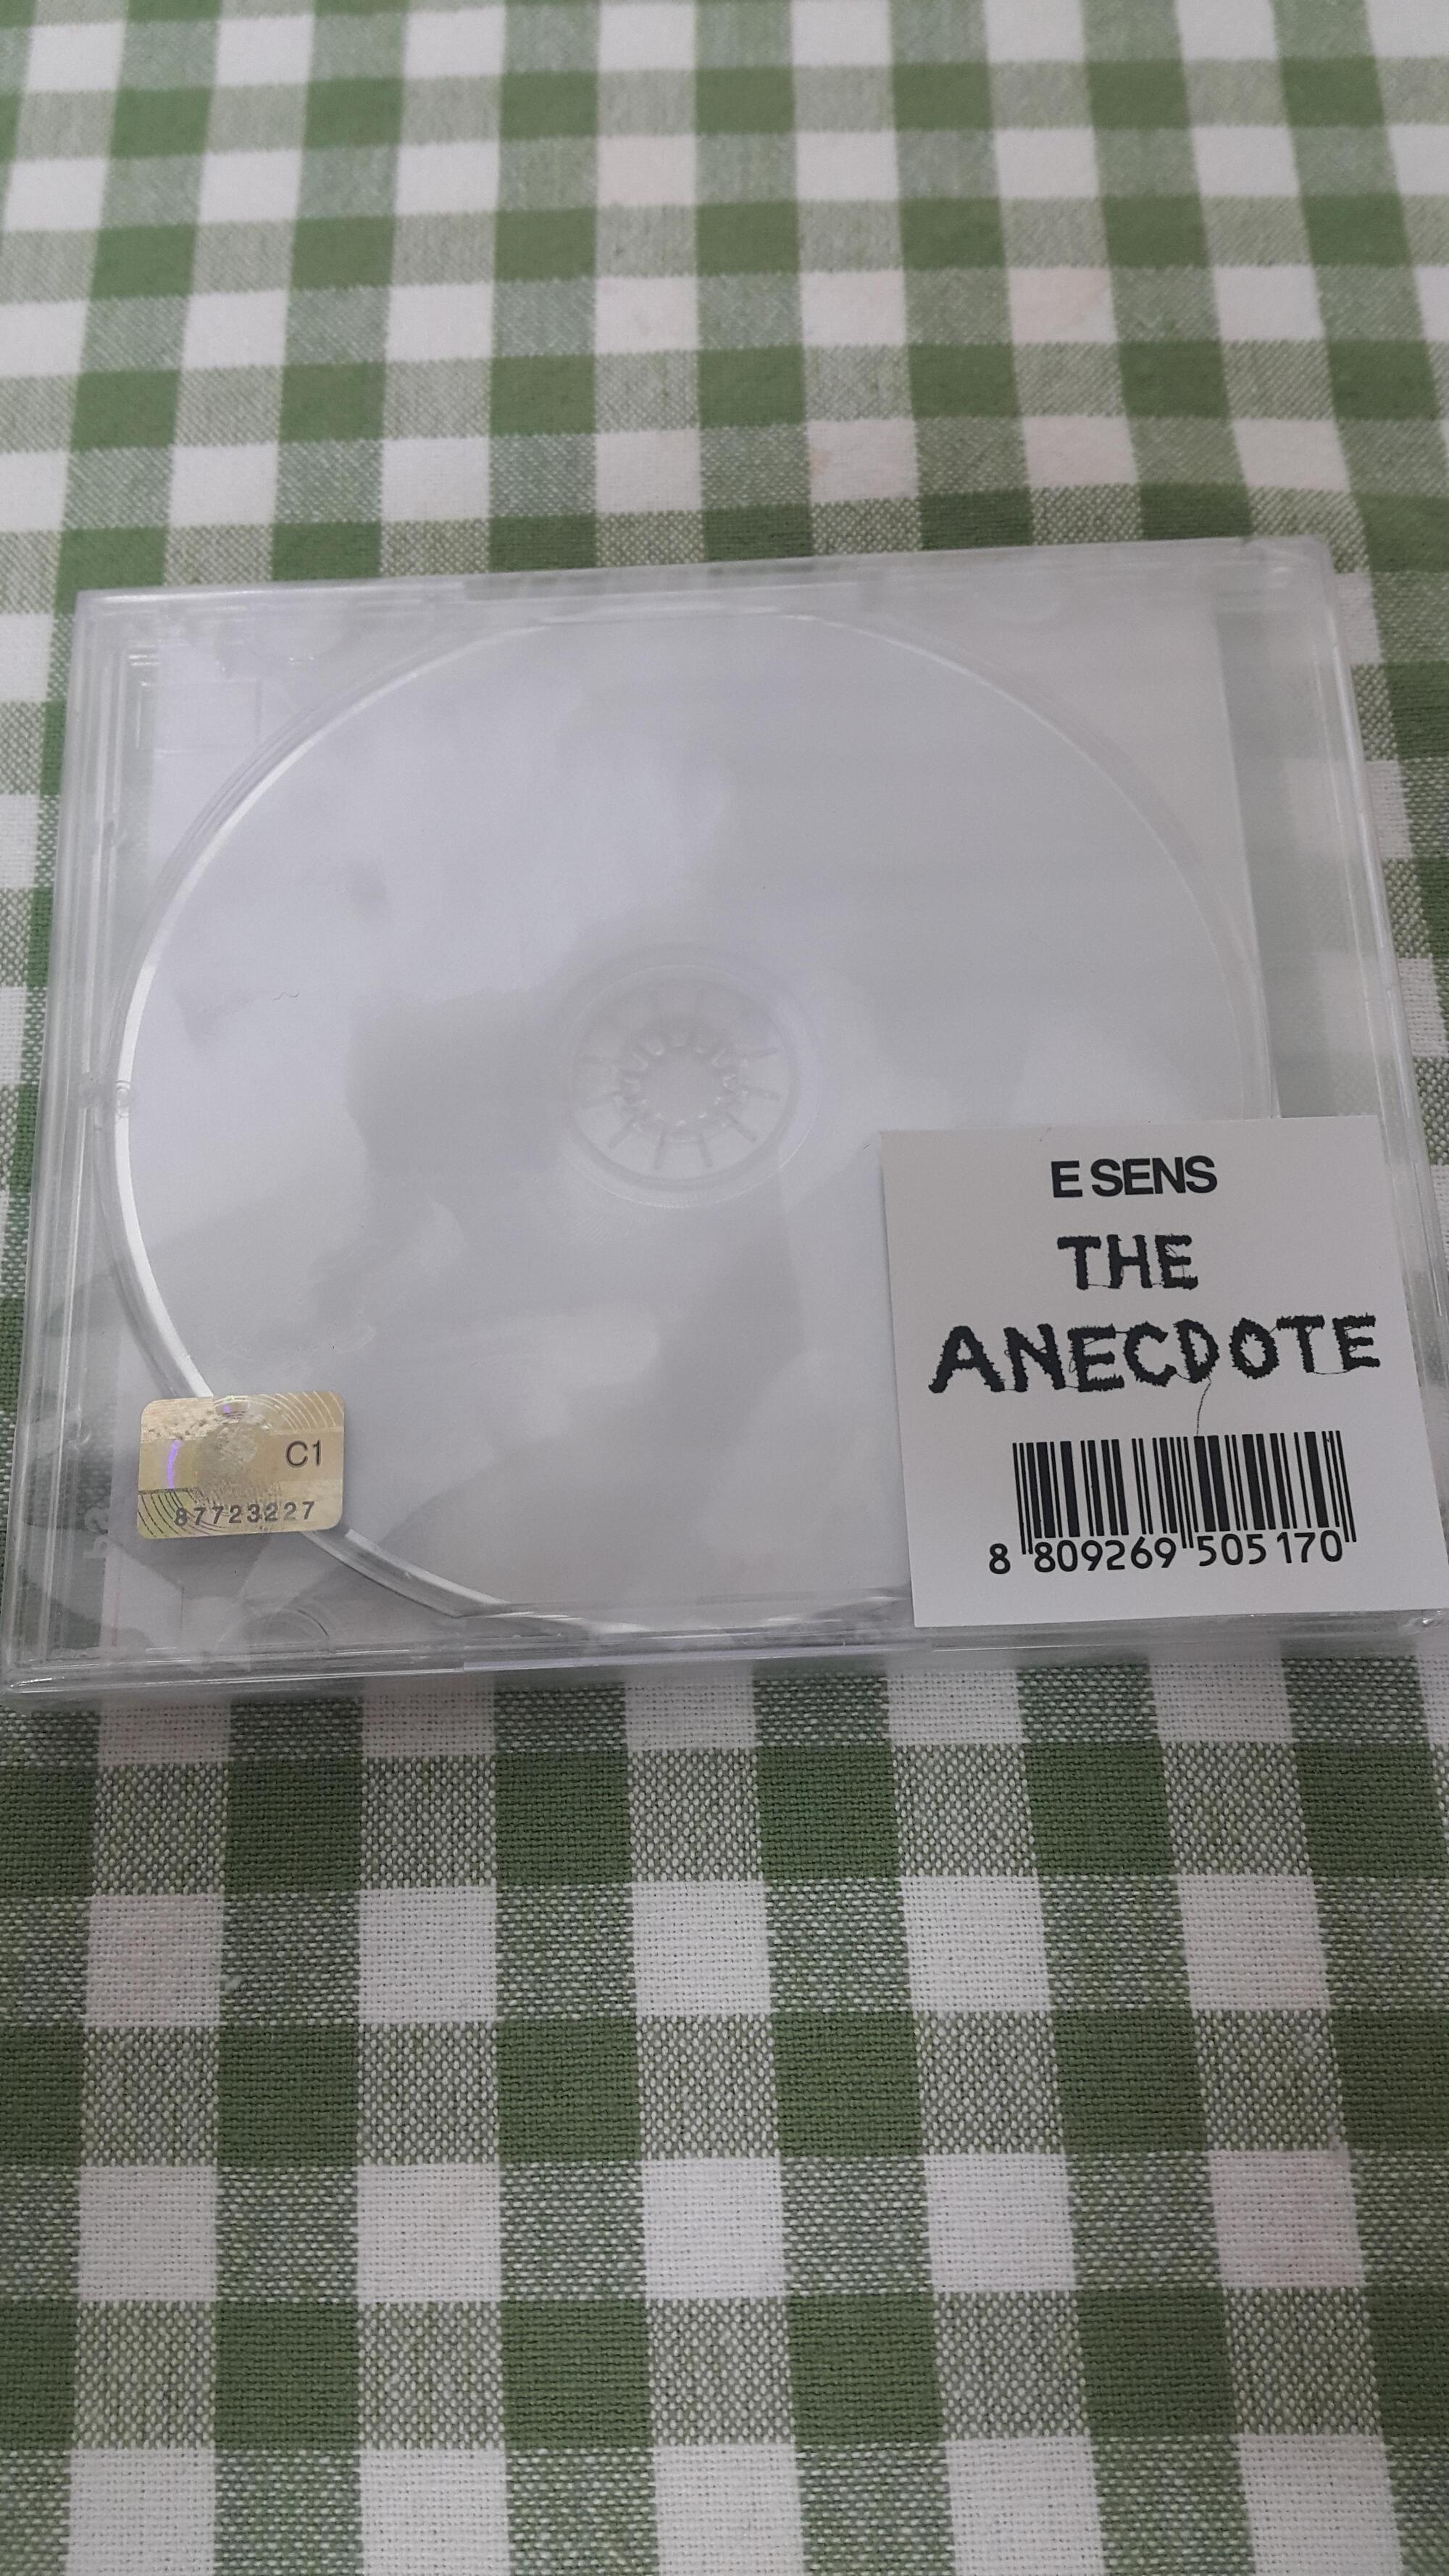 E SENS
THE
ANECDOTE
8 809269 505170
C1
87723227